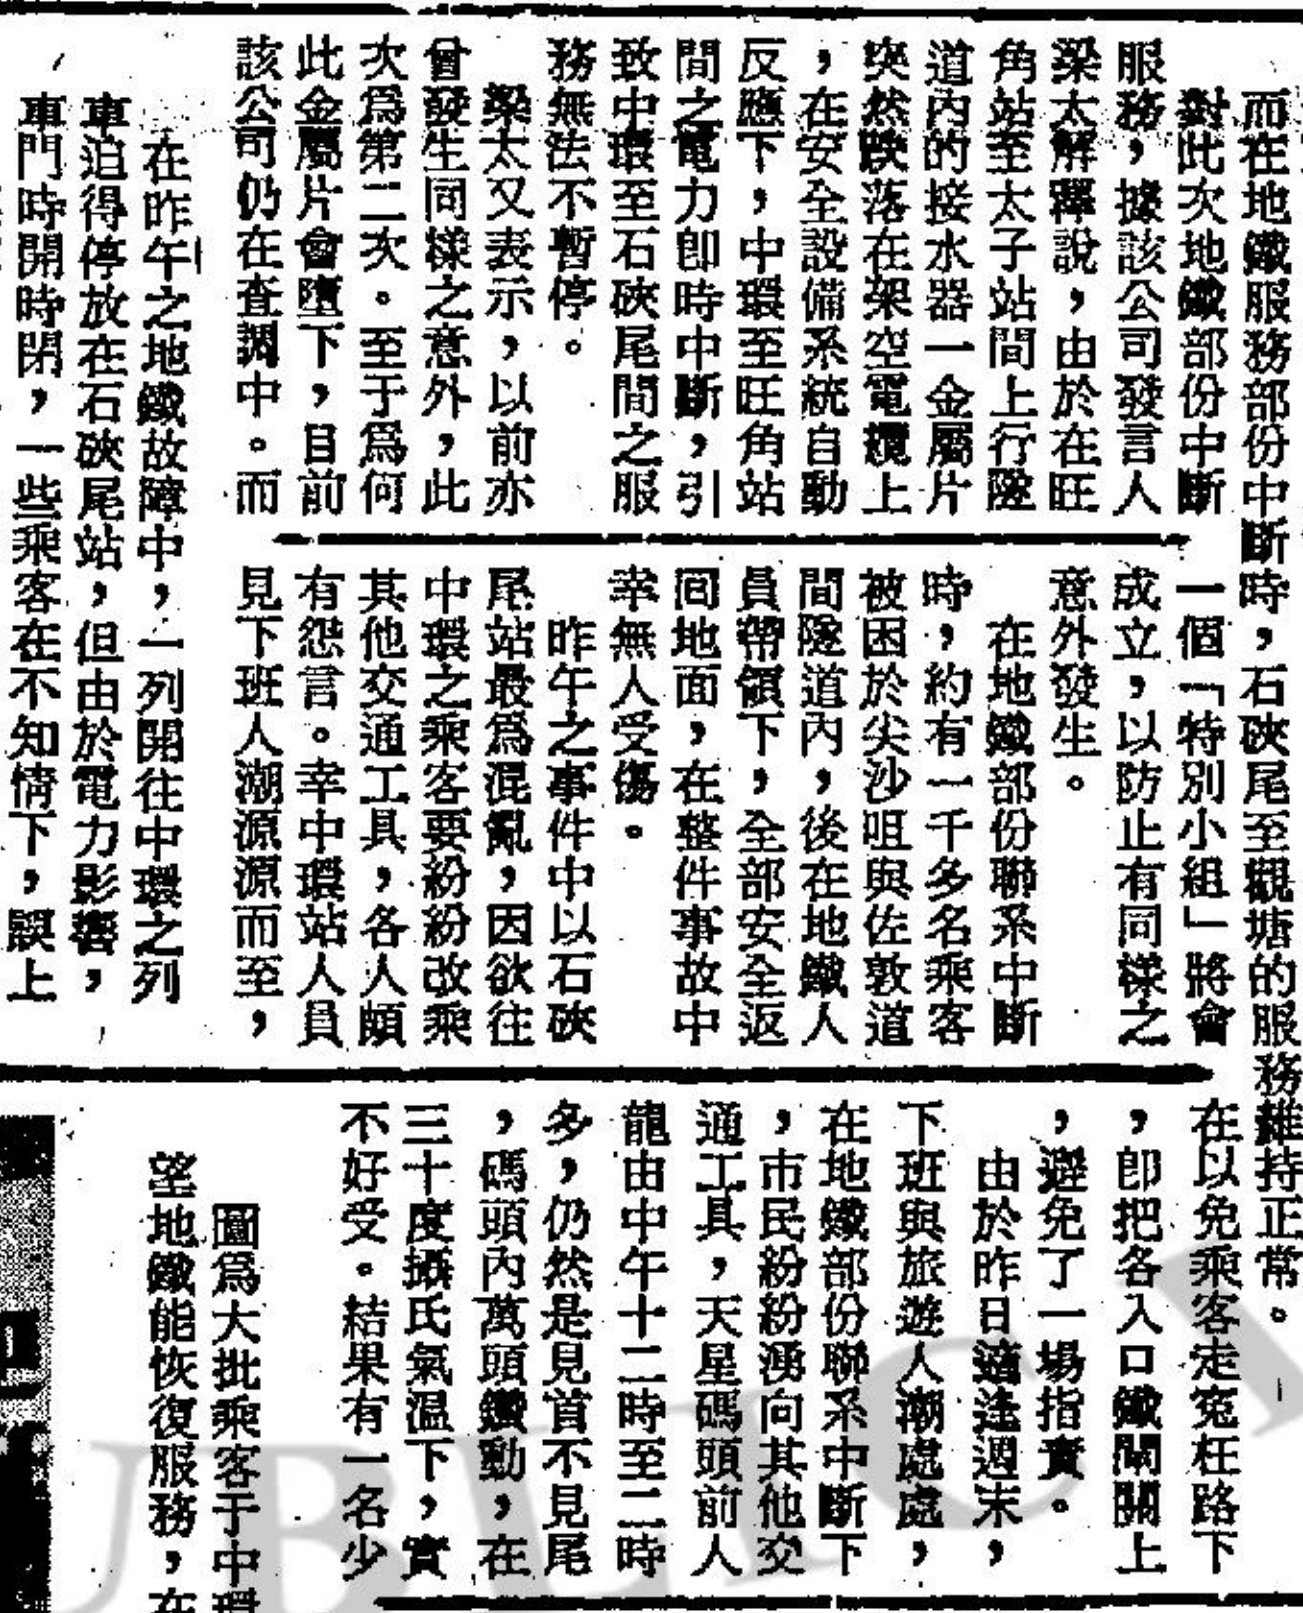 而在地鐵服務部份中斷時，石硤尾至觀塘的服務維持正常。
對此次地鐵部份中斷
服務，據該公司發言人
梁太解釋說，由於在旺
角站至太子站間上行隧
道內的接水器一金屬片
突然跌落在架空電纜上
，在安全設備系統自動
反應下，中環至旺角站
間之電力即時中斷，引
致中環至石硤尾間之服
務無法不暫停。
梁太又表示，以前亦
曾發生同樣之意外，此
次爲第二次。至于爲何
此金屬片會墮下，目前
該公司仍在查調中。而
一個「特別小組」將會
成立，以防止有同樣之
意外發生。
在地鐵部份聯系中斷
時，約有一千多名乘客
被困於尖沙咀與佐敦道
間隧道內，後在地鐵人
員帶領下，全部安全返
回地面，在整件事故中
幸無人受傷。
昨午之事件中以石硤
尾站最爲混亂，因欲往
中環之乘客要紛紛改乘
其他交通工具，各人頗
有怨言。幸中環站人員
見下班人潮源源而至，
在以免乘客走寃枉路下
，即把各入口鐵閘關上
，避免了一場指責。
由於昨日適逢週末，
下班與旅遊人潮處處，
在地鐵部份聯系中斷下
，市民紛紛湧向其他交
通工具，天星碼頭前人
龍由中午十二時至二時
多，仍然是見首不見尾
，碼頭內萬頭鑽動，在
三十度攝氏氣温下，實
不好受。結果有一名少
在昨午之地鐵故障中，一列開往中環之列
車迫得停放在石硤尾站，但由於電力影響，
車門時開時閉，一些乘客在不知情下，誤上
圖爲大批乘客于中環
望地鐵能恢復服務，在